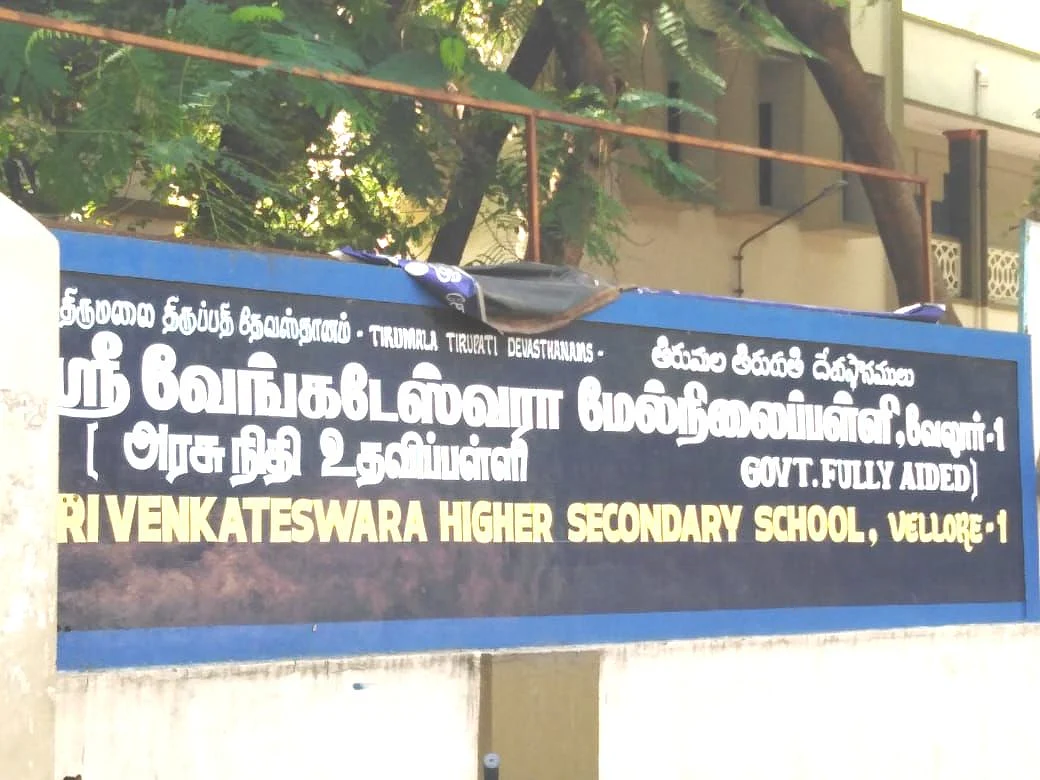 திருமலை திருப்பதி தேவஸ்தானம் - TIRUMALA TIRUPATI DEVASTHANAMS - తిరుమల తిరుపతి దేవస్థానములు
ஸ்ரீ வேங்கடேஸ்வரா மேல்நிலைப்பள்ளி, வேலூர்-1
( அரசு நிதி உதவிப்பள்ளி GOVT. FULLY AIDED)
RI VENKATESWARA HIGHER SECONDARY SCHOOL, VELLORE-1